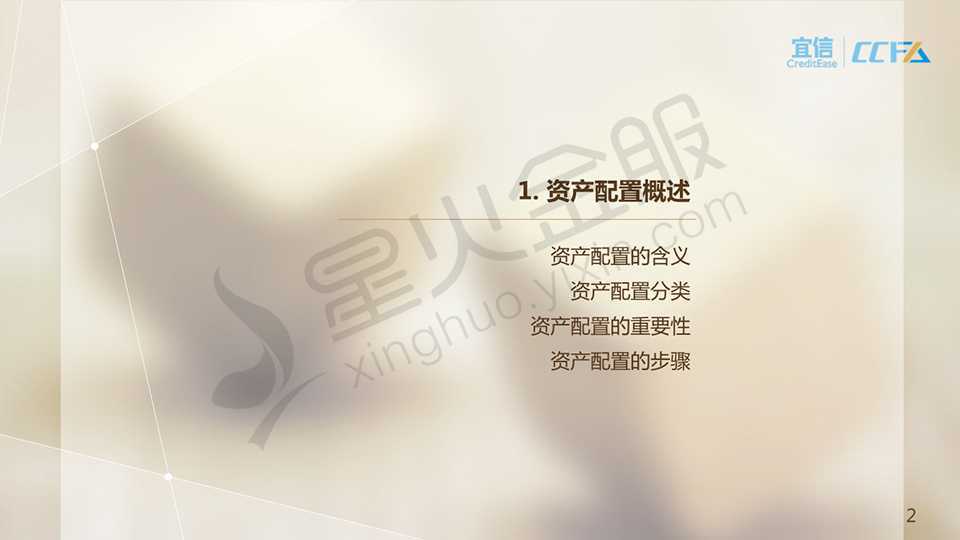 宜信
CreditEase
CCFA
1. 资产配置概述
资产配置的含义
资产配置分类
资产配置的重要性
资产配置的步骤
星火金服
xinghuo.yixin.com
2